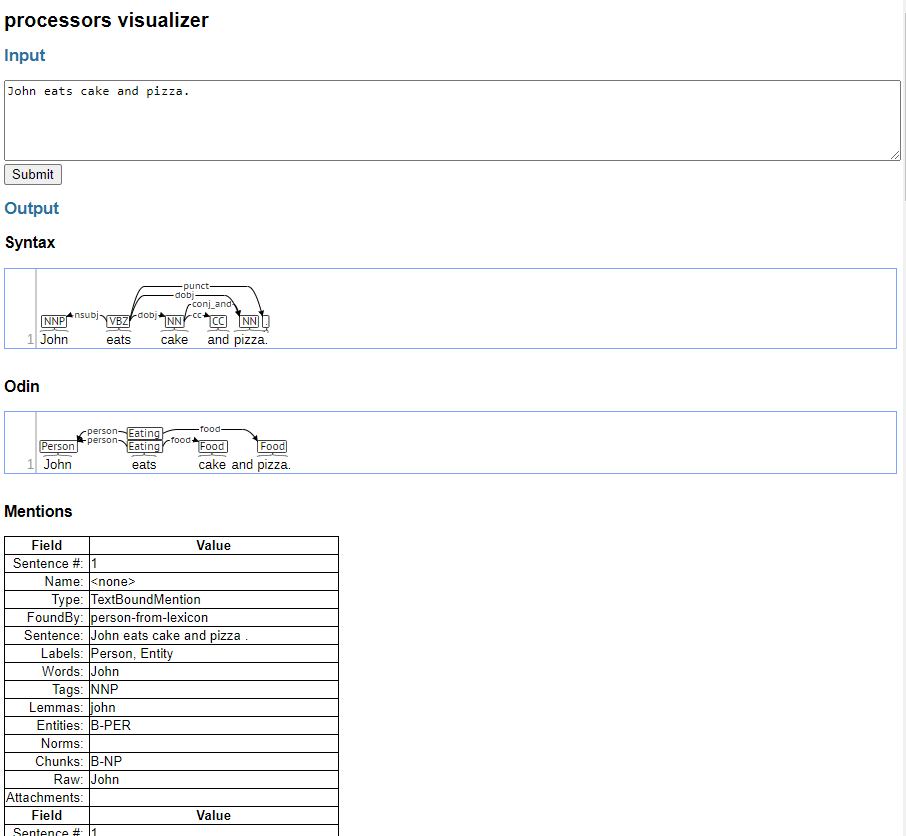 processors visualizer
Input
John eats cake and pizza.
Submit
Output
Syntax
punct
dobj
conj_and
NNP nsubj VBZ dobj NN cc CC NN .
1 John eats cake and pizza.
Odin
person Eating food
person Eating food
Person Food Food
1 John eats cake and pizza.
Mentions
Field Value
Sentence #: 1
Name: <none>
Type: TextBoundMention
FoundBy: person-from-lexicon
Sentence: John eats cake and pizza .
Labels: Person, Entity
Words: John
Tags: NNP
Lemmas: john
Entities: B-PER
Norms:
Chunks: B-NP
Raw: John
Attachments:
Field Value
Sentence #: 1